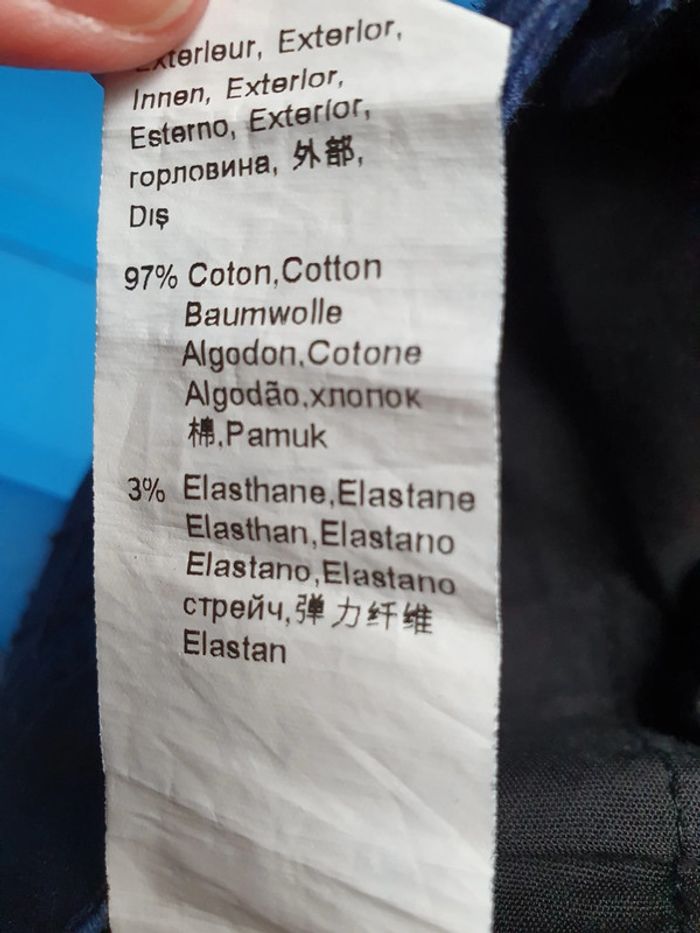 Exterieur, Exterior,
Innen, Exterior,
Esterno, Exterior,
горловина, 外部,
Dış
97% Coton,Cotton
Baumwolle
Algodon,Cotone
Algodão,хлопок
棉,Pamuk
3% Elasthane,Elastane
Elasthan,Elastano
Elastano,Elastano
стрейч,弹力纤维
Elastan